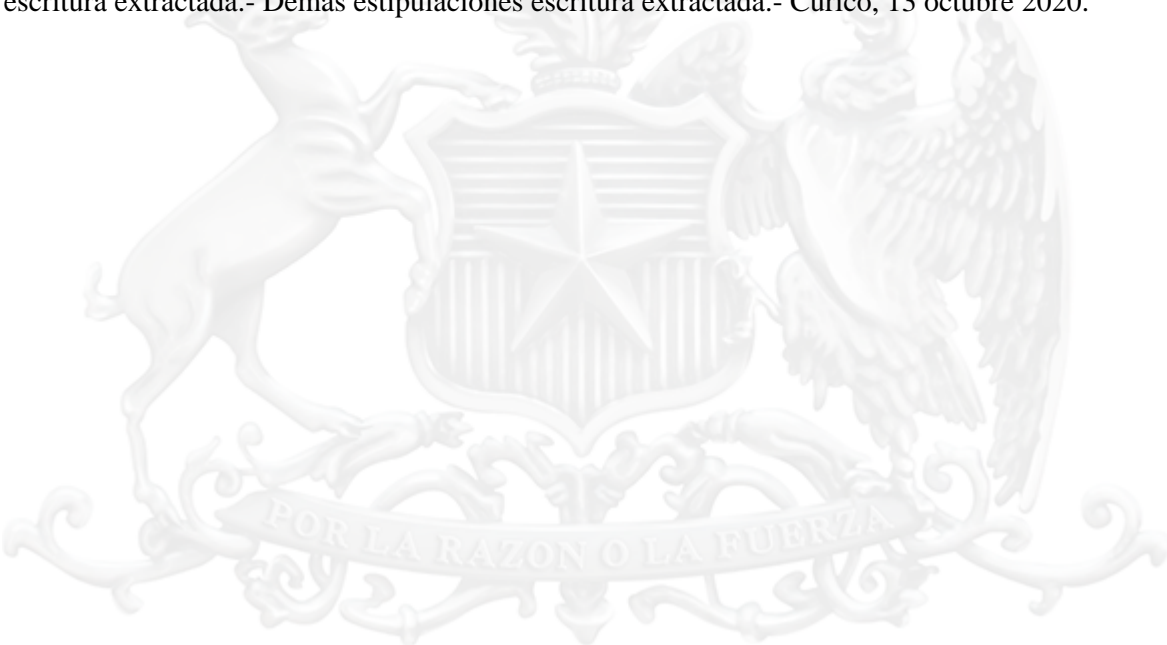 escritura extractada.- Demás estipulaciones escritura extractada.- Curicó, 13 octubre 2020.
POR LA RAZON O LA FUERZA